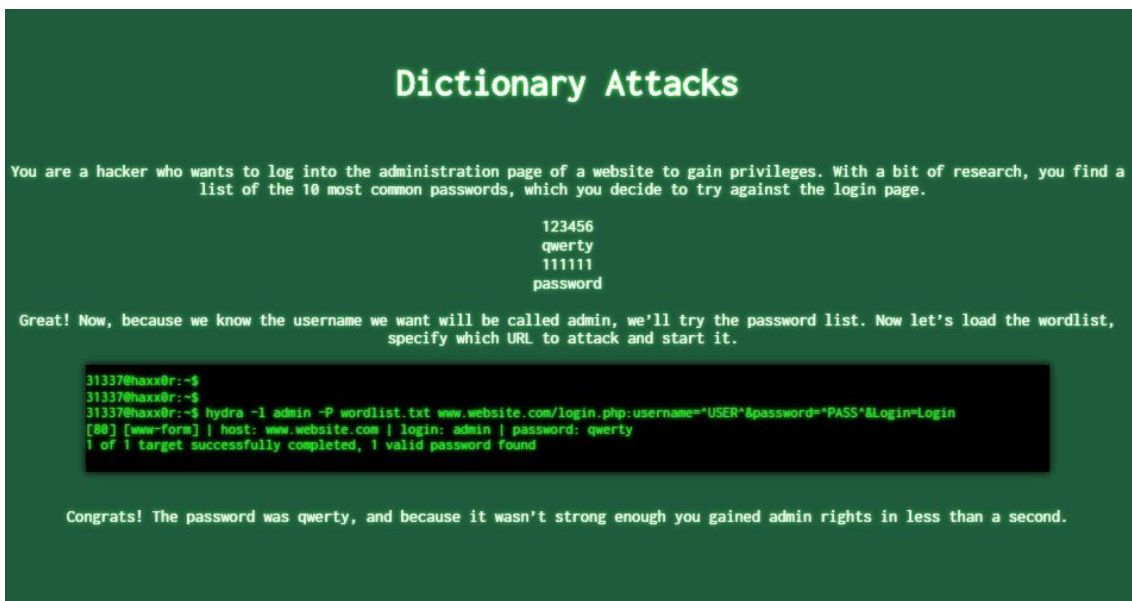 Dictionary Attacks
You are a hacker who wants to log into the administration page of a website to gain privileges. With a bit of research, you find a
list of the 10 most common passwords, which you decide to try against the login page.
123456
qwerty
111111
password
Great! Now, because we know the username we want will be called admin, we’ll try the password list. Now let’s load the wordlist,
specify which URL to attack and start it.
31337@haxx0r:~$
31337@haxx0r:~$
31337@haxx0r:~$ hydra -l admin -P wordlist.txt www.website.com/login.php:username=^USER^&password=^PASS^&Login=Login
[80] [www-form] | host: www.website.com | login: admin | password: qwerty
1 of 1 target successfully completed, 1 valid password found
Congrats! The password was qwerty, and because it wasn’t strong enough you gained admin rights in less than a second.